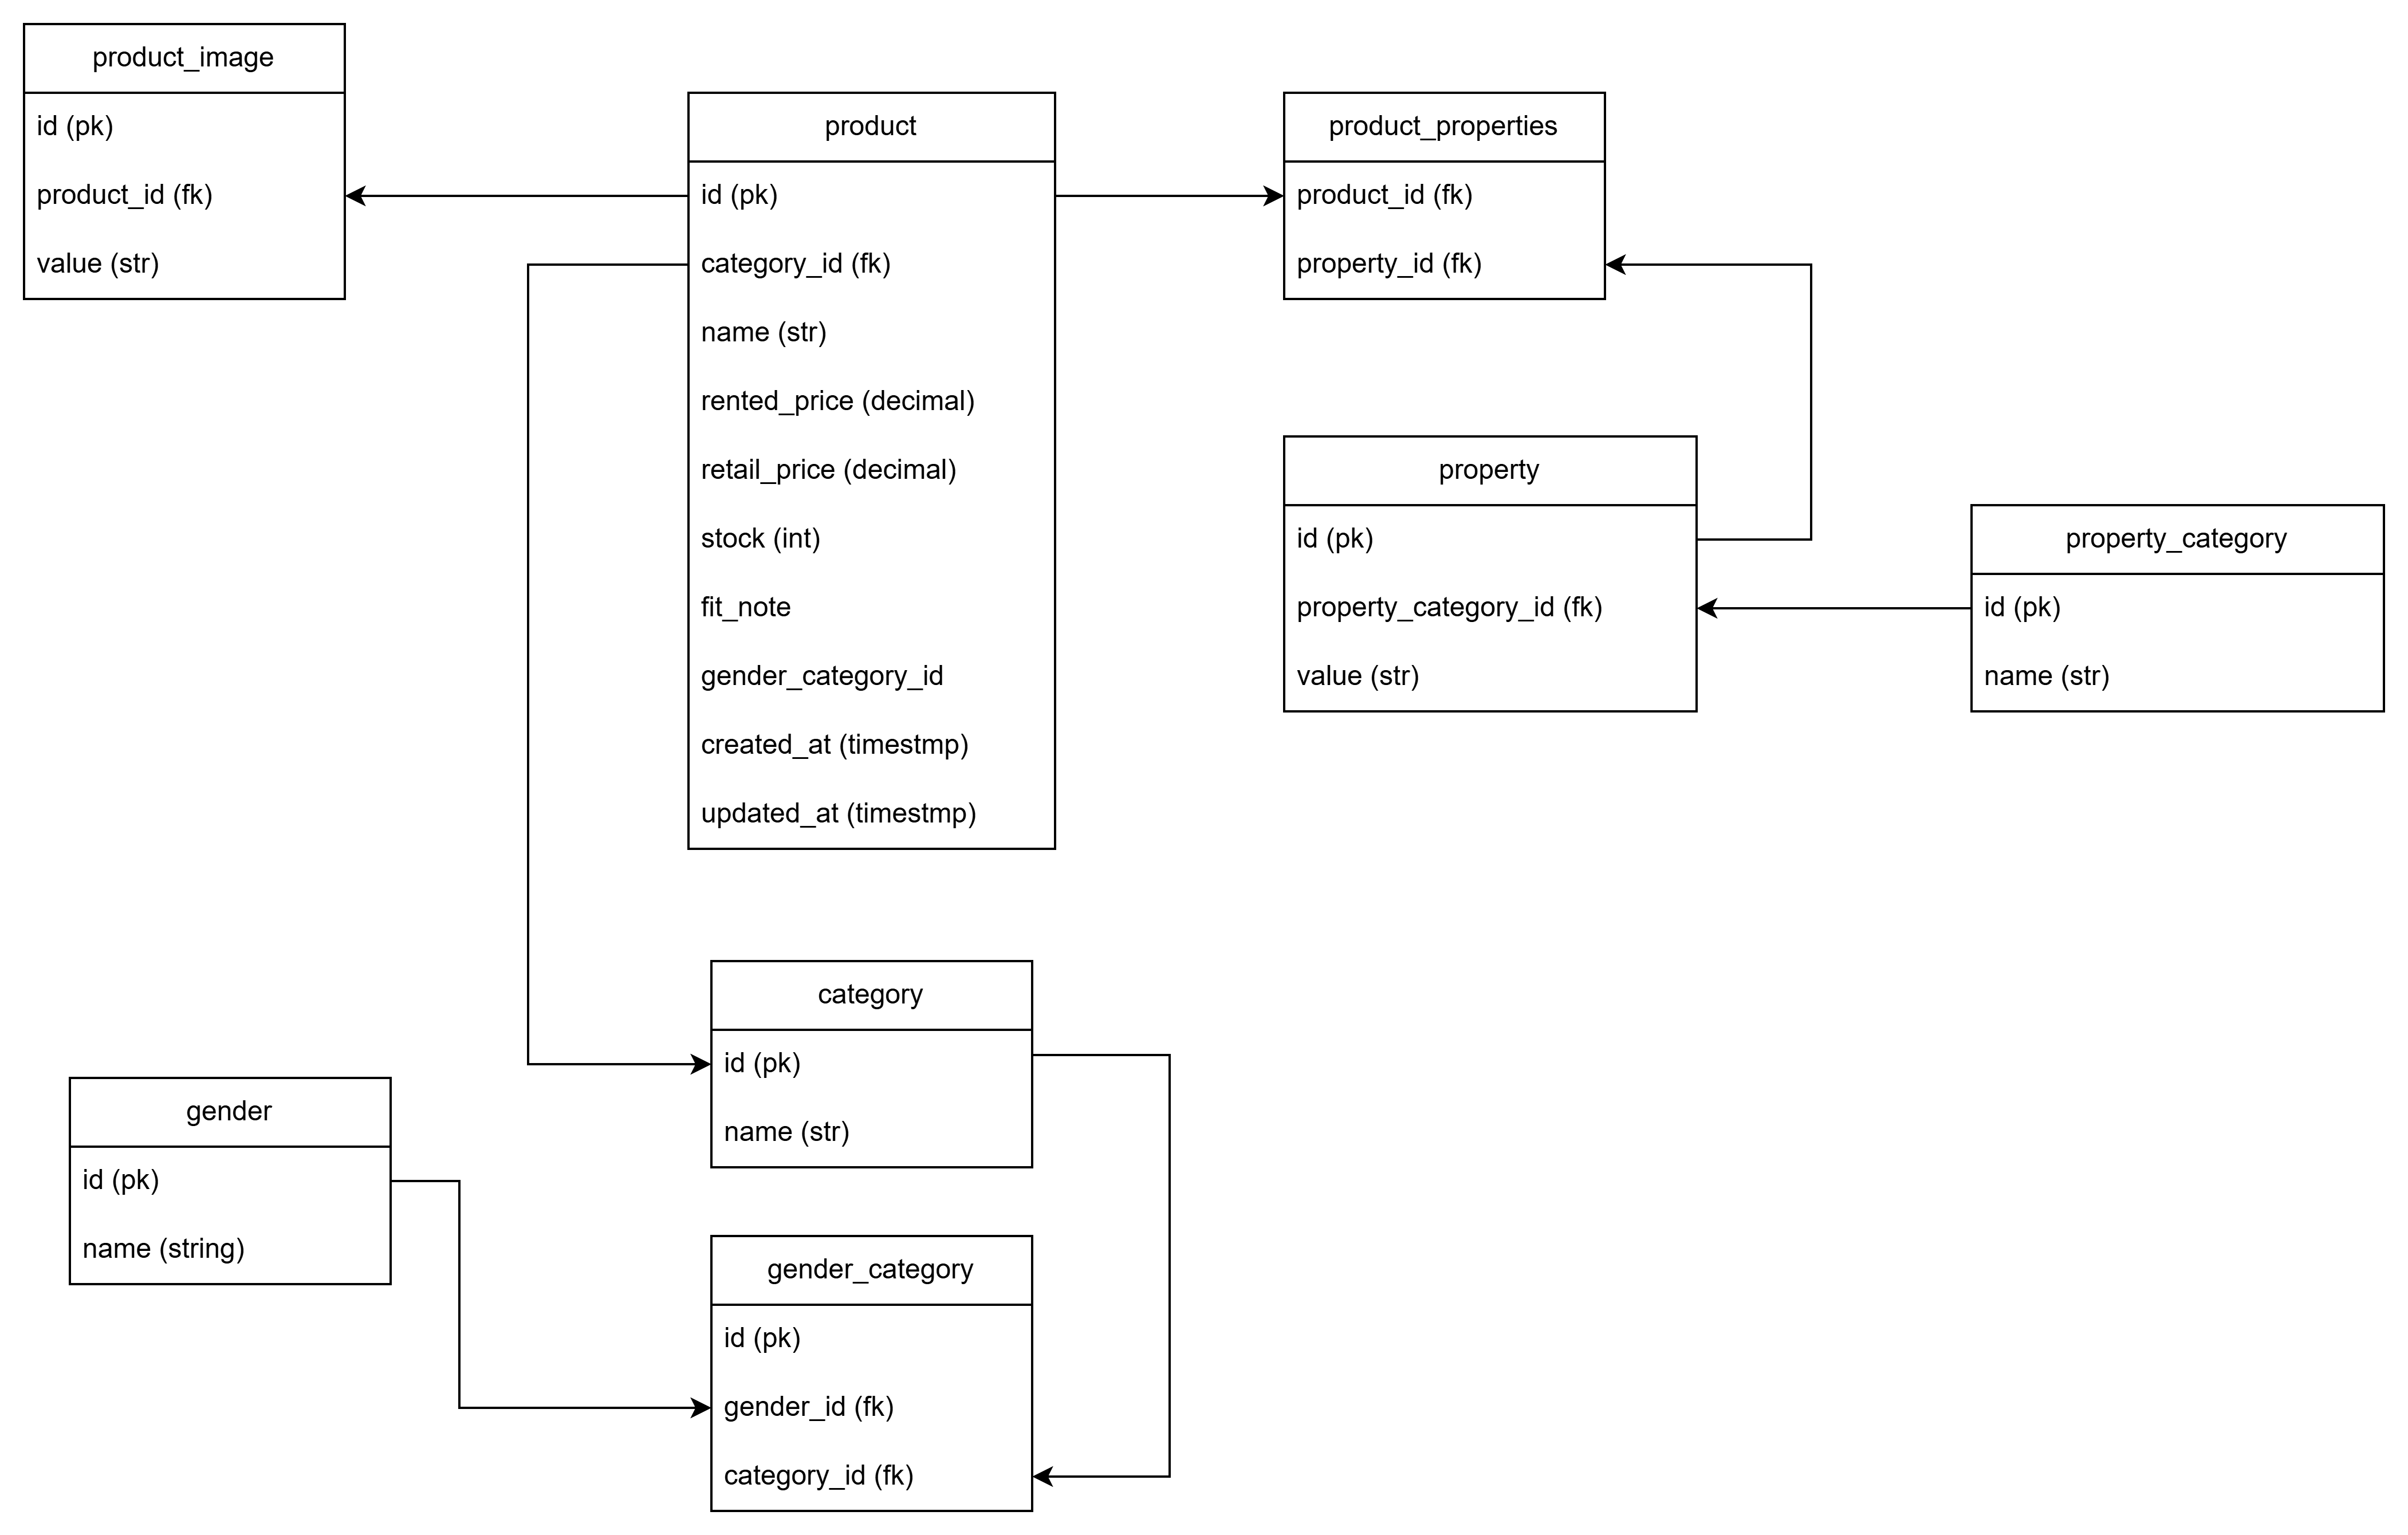 product_image
id (pk)
product_id (fk)
value (str)
product
id (pk)
category_id (fk)
name (str)
rented_price (decimal)
retail_price (decimal)
stock (int)
fit_note
gender_category_id
created_at (timestmp)
updated_at (timestmp)
product_properties
product_id (fk)
property_id (fk)
property
id (pk)
property_category_id (fk)
value (str)
property_category
id (pk)
name (str)
category
id (pk)
name (str)
gender
id (pk)
name (string)
gender_category
id (pk)
gender_id (fk)
category_id (fk)